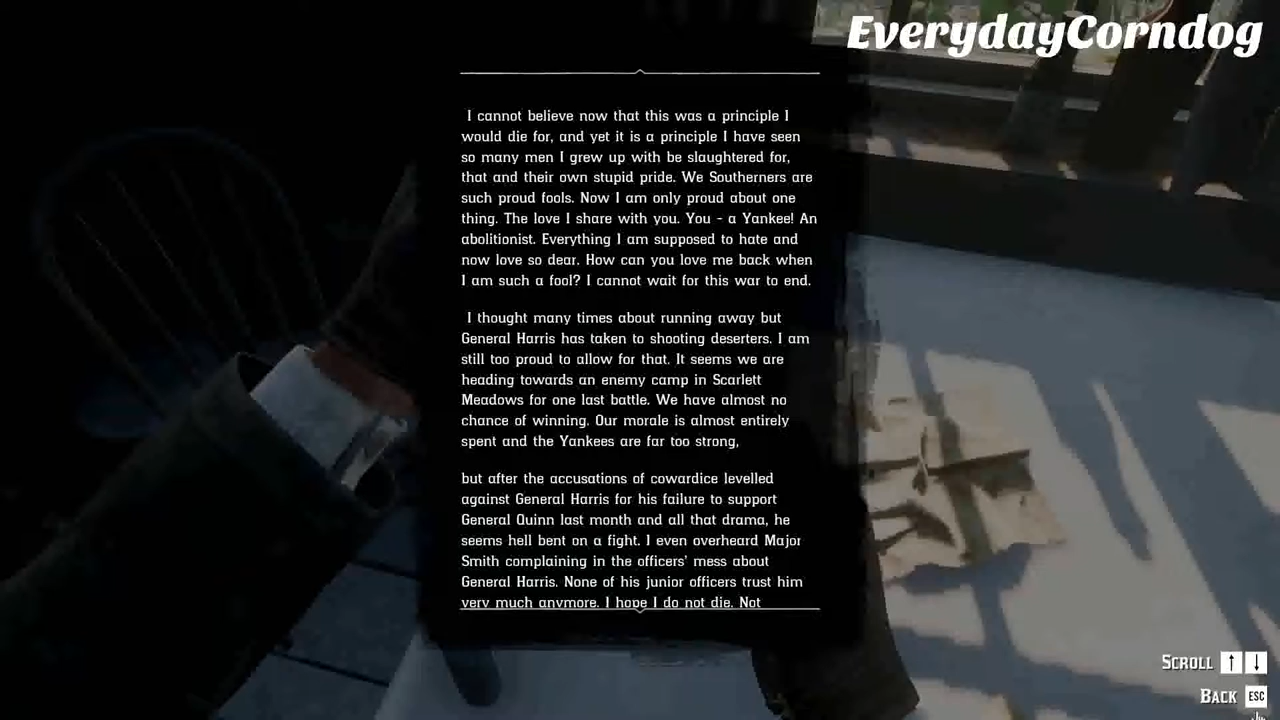 EverydayCorndog
I cannot believe now that this was a principle I
would die for, and yet it is a principle I have seen
so many men I grew up with be slaughtered for,
that and their own stupid pride. We Southerners are
such proud fools. Now I am only proud about one
thing. The love I share with you. You - a Yankee! An
abolitionist. Everything I am supposed to hate and
now love so dear. How can you love me back when
I am such a fool? I cannot wait for this war to end.
I thought many times about running away but
General Harris has taken to shooting deserters. I am
still too proud to allow for that. It seems we are
heading towards an enemy camp in Scarlett
Meadows for one last battle. We have almost no
chance of winning. Our morale is almost entirely
spent and the Yankees are far too strong,
but after the accusations of cowardice levelled
against General Harris for his failure to support
General Quinn last month and all that drama, he
seems hell bent on a fight. I even overheard Major
Smith complaining in the officers' mess about
General Harris. None of his junior officers trust him
very much anymore. I hope I do not die. Not
SCROLL ↑ ↓
BACK ESC